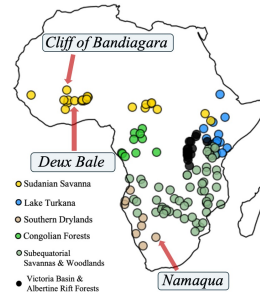 Cliff of Bandiagara
Deux Bale
Sudanian Savanna
Lake Turkana
Southern Drylands
Congolian Forests
Subequatorial
Savannas & Woodlands
Victoria Basin &
Albertine Rift Forests
Namaqua